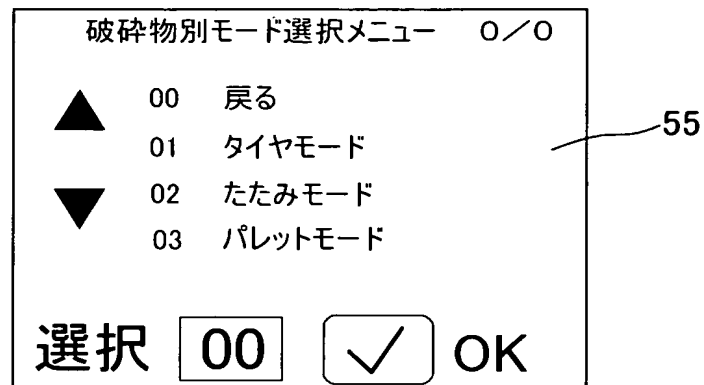 破砕物別モード選択メニュー 0／0
00 戻る
01 タイヤモード
02 たたみモード
03 パレットモード
55
選択 00 OK